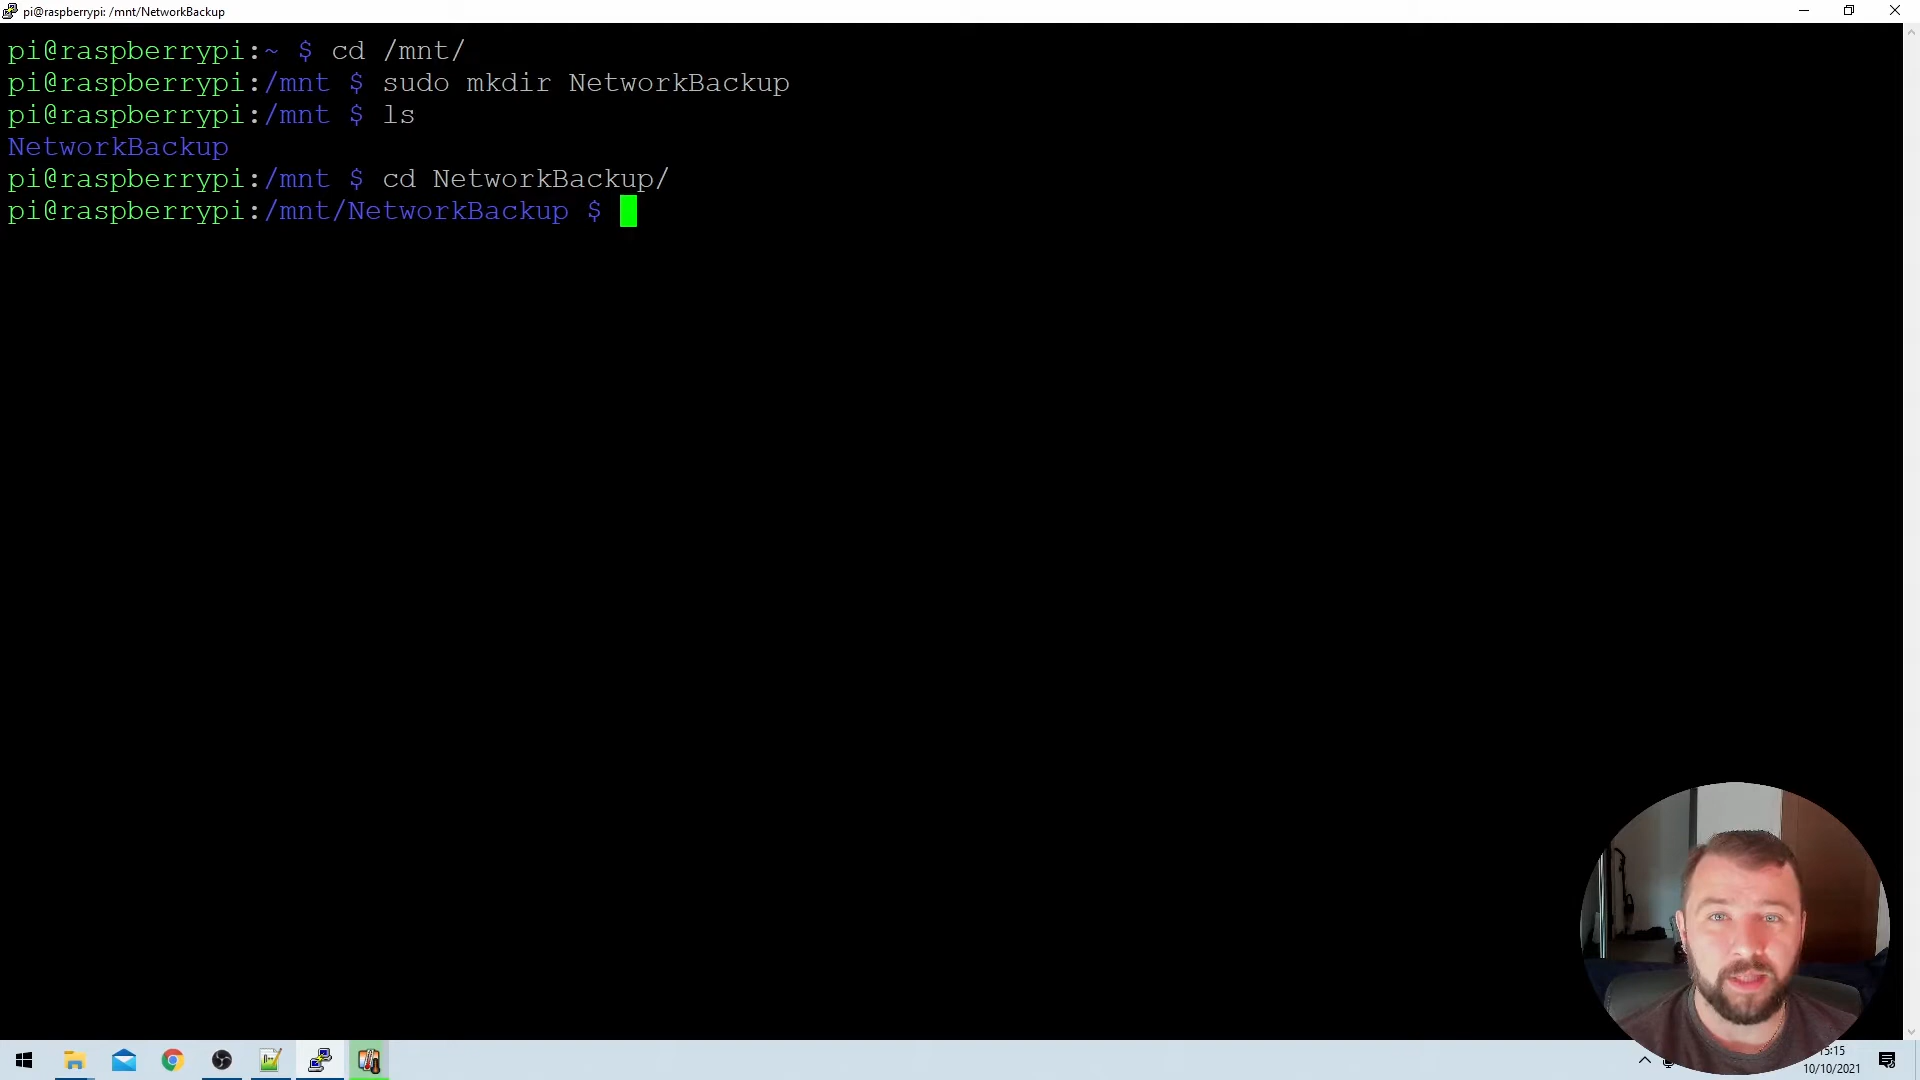 pi@raspberrypi: /mnt/NetworkBackup
pi@raspberrypi:~ $ cd /mnt/
pi@raspberrypi:/mnt $ sudo mkdir NetworkBackup
pi@raspberrypi:/mnt $ ls
NetworkBackup
pi@raspberrypi:/mnt $ cd NetworkBackup/
pi@raspberrypi:/mnt/NetworkBackup $
15:15
10/10/2021